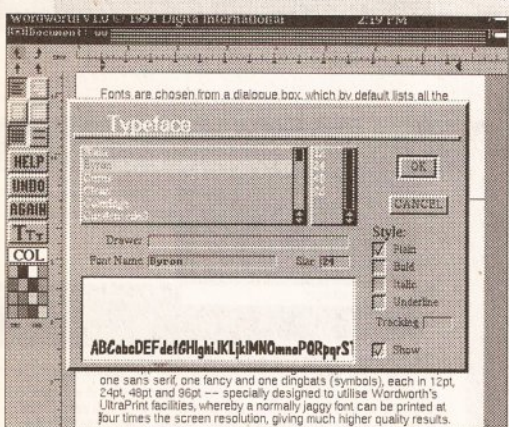 Wordworth V1.0 © 1991 Digita International 2:19 PM
Fonts are chosen from a dialogue box, which by default lists all the
Typeface
Byron
OK
HELP
UNDO
AGAIN
CANCEL
COL
Drawer
Font Name Byron Size 24
Style:
Plain
Bold
Italic
Underline
Tracking
Show
ABCabcDEFdefGHIghiJKLjklMNOmnoPQRpqrS
one sans serif, one fancy and one dingbats (symbols), each in 12pt,
24pt, 48pt and 96pt -- specially designed to utilise Wordworth's
UltraPrint facilities, whereby a normally jaggy font can be printed at
four times the screen resolution, giving much higher quality results.